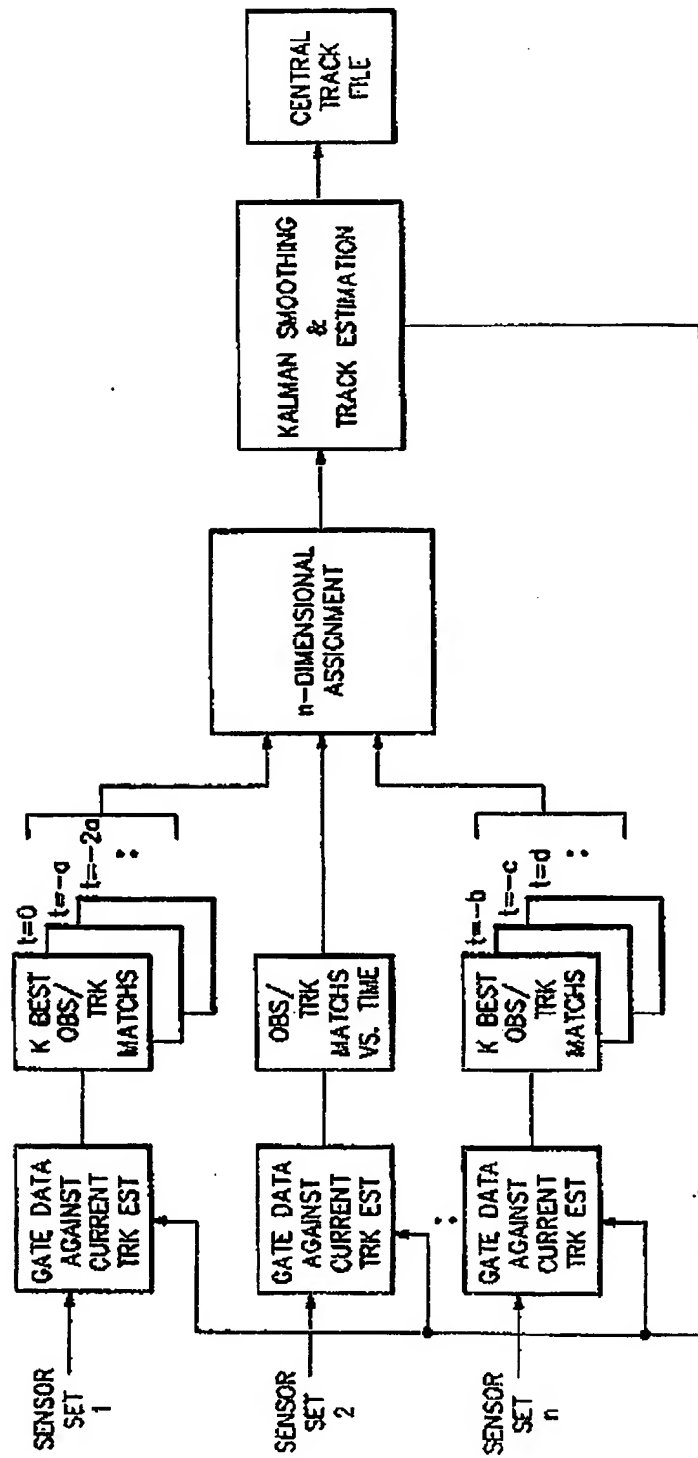 SENSOR
SET
1
GATE DATA
AGAINST
CURRENT
TRK EST
K BEST
OBS/
TRK
MATCHS
t=0
t=-a
t=-2a
:
SENSOR
SET
2
GATE DATA
AGAINST
CURRENT
TRK EST
OBS/
TRK
MATCHS
VS. TIME
:
SENSOR
SET
n
GATE DATA
AGAINST
CURRENT
TRK EST
K BEST
OBS/
TRK
MATCHS
t=-b
t=-c
t=d
:
n-DIMENSIONAL
ASSIGNMENT
KALMAN SMOOTHING
&
TRACK ESTIMATION
CENTRAL
TRACK
FILE